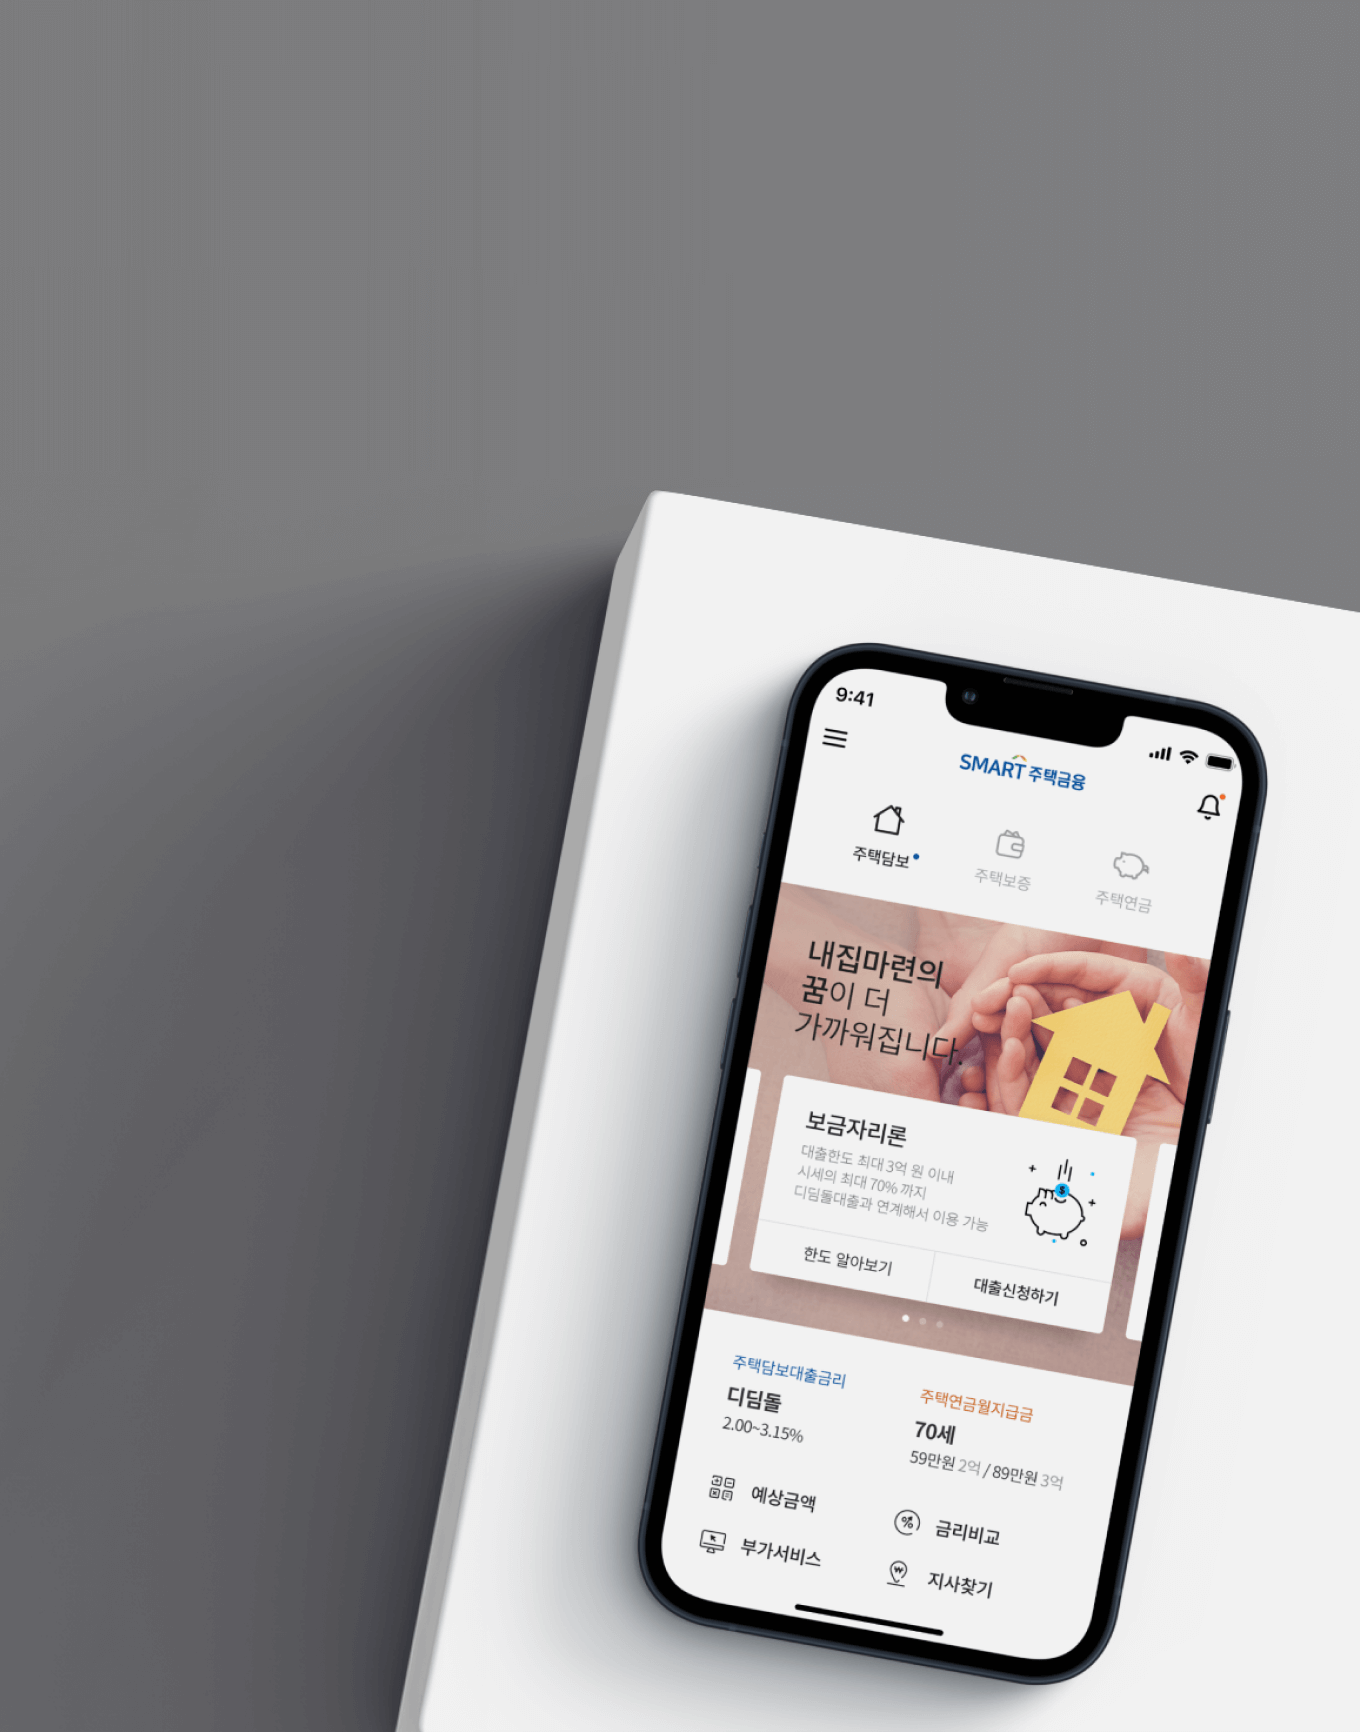 9:41
SMART 주택금융
주택담보
주택보증
주택연금
내집마련의
꿈이 더
가까워집니다.
보금자리론
대출한도 최대 3억 원 이내
시세의 최대 70% 까지
디딤돌대출과 연계해서 이용 가능
한도 알아보기
대출신청하기
주택담보대출금리
디딤돌
2.00~3.15%
주택연금월지급금
70세
59만원 2억 / 89만원 3억
예상금액
금리비교
부가서비스
지사찾기